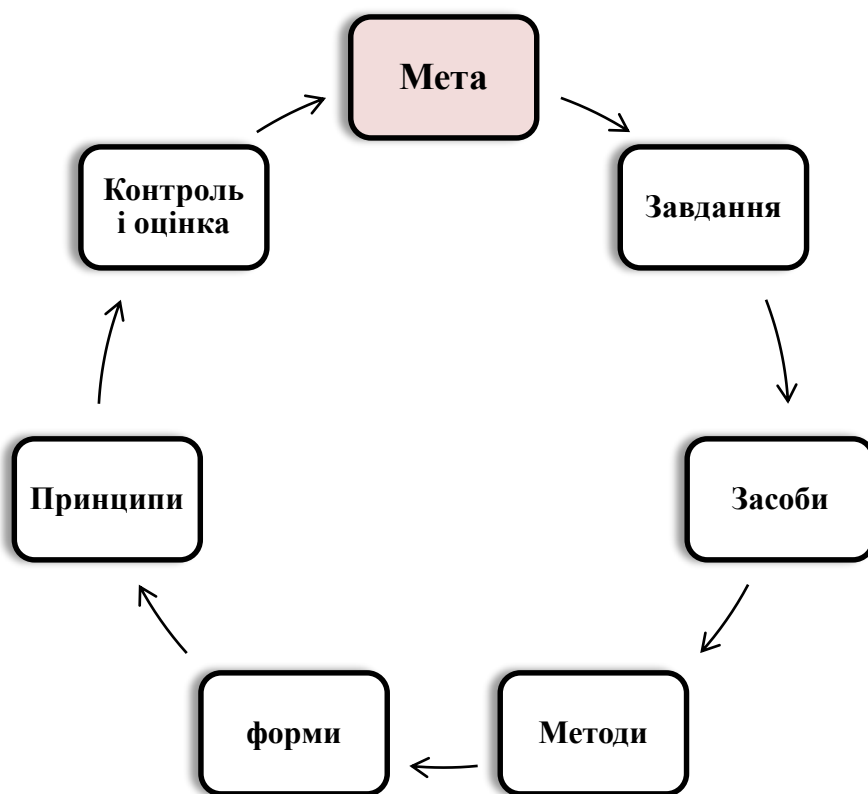 Мета
Завдання
Засоби
Методи
форми
Принципи
Контроль
і оцінка